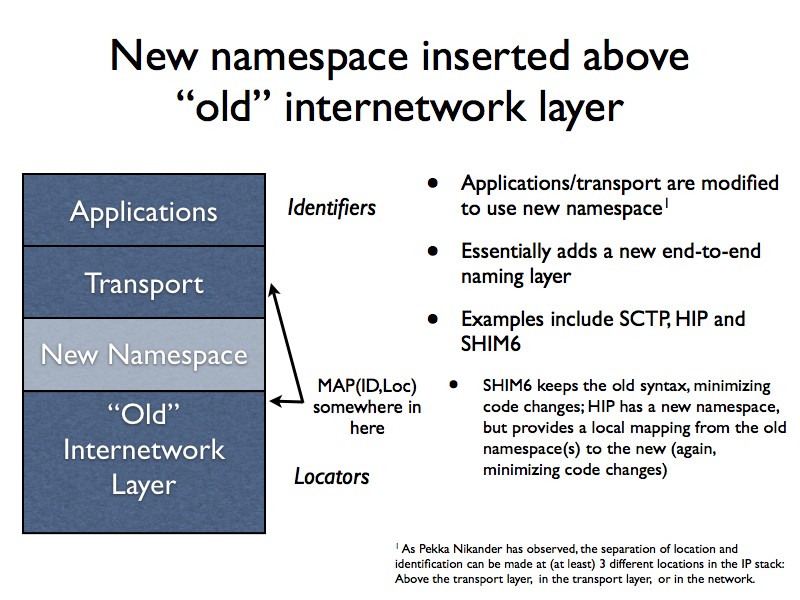 New namespace inserted above
“old” internetwork layer
Applications
Transport
New Namespace
“Old”
Internetwork
Layer
Identifiers
MAP(ID,Loc)
somewhere in
here
Locators
• Applications/transport are modified
to use new namespace¹
• Essentially adds a new end-to-end
naming layer
• Examples include SCTP, HIP and
SHIM6
• SHIM6 keeps the old syntax, minimizing
code changes; HIP has a new namespace,
but provides a local mapping from the old
namespace(s) to the new (again,
minimizing code changes)
¹ As Pekka Nikander has observed, the separation of location and
identification can be made at (at least) 3 different locations in the IP stack:
Above the transport layer, in the transport layer, or in the network.